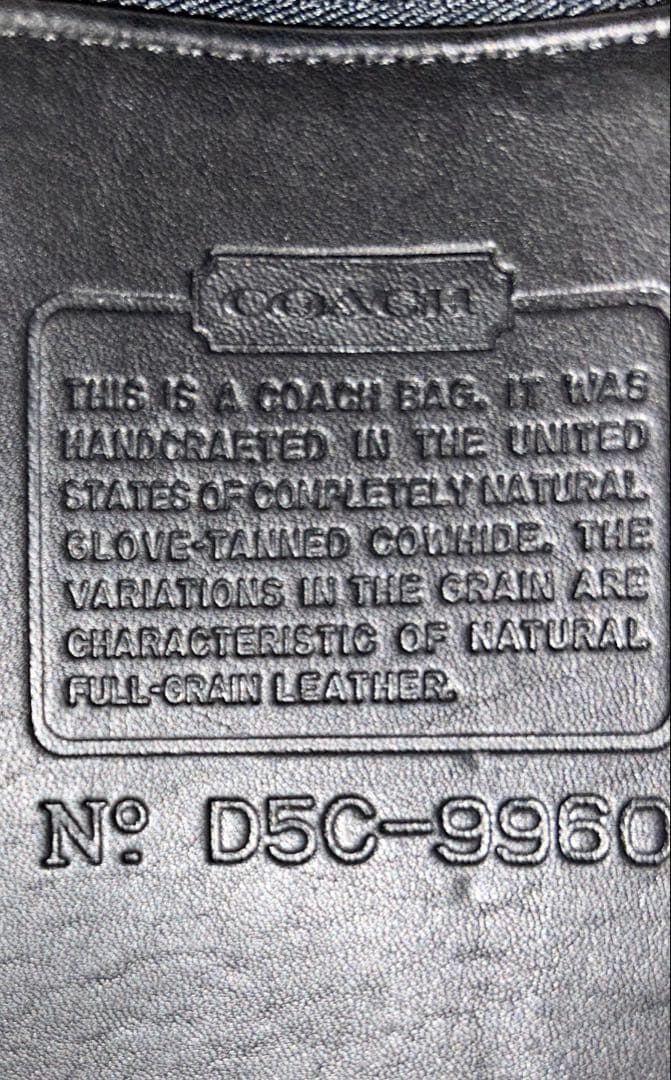 COACH
THIS IS A COACH BAG. IT WAS
HANDCRAFTED IN THE UNITED
STATES OF COMPLETELY NATURAL
GLOVE-TANNED COWHIDE. THE
VARIATIONS IN THE GRAIN ARE
CHARACTERISTIC OF NATURAL
FULL-GRAIN LEATHER.
Nº D5C-9960